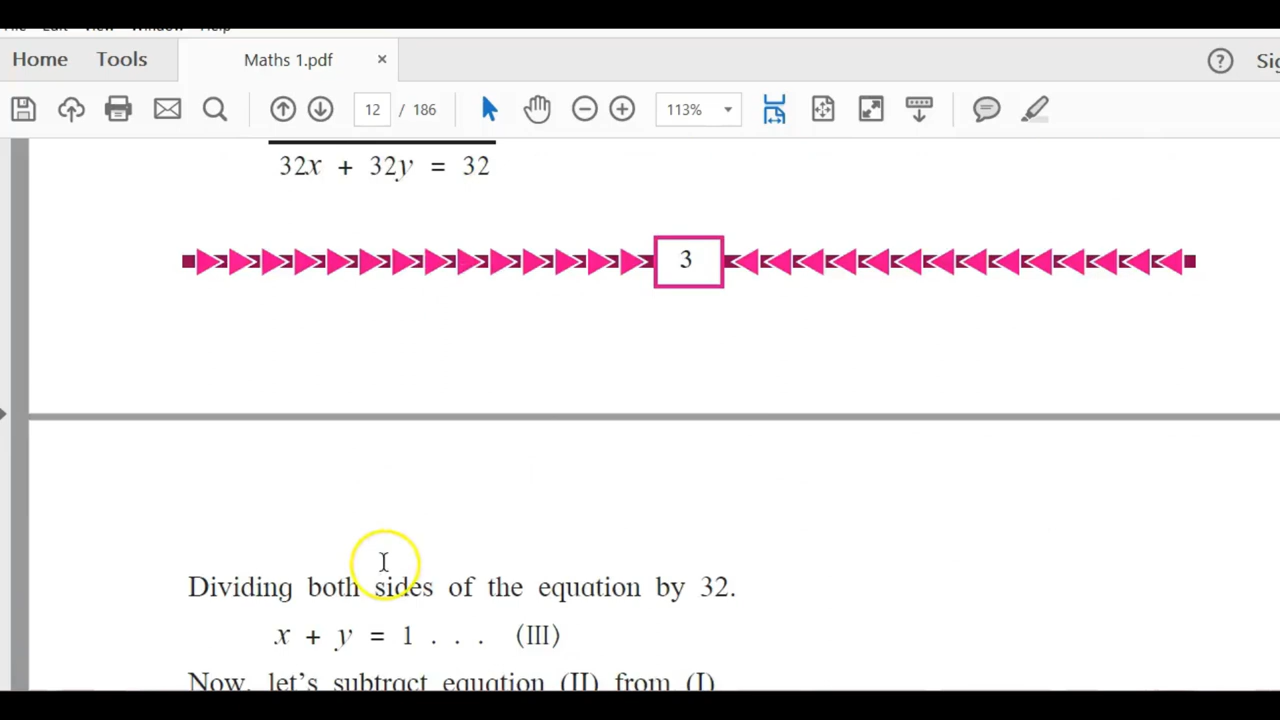 Home Tools Maths 1.pdf × ? Sig
12 / 186 113%
32x + 32y = 32
3
Dividing both sides of the equation by 32.
x + y = 1 . . . (III)
Now, let's subtract equation (II) from (I)